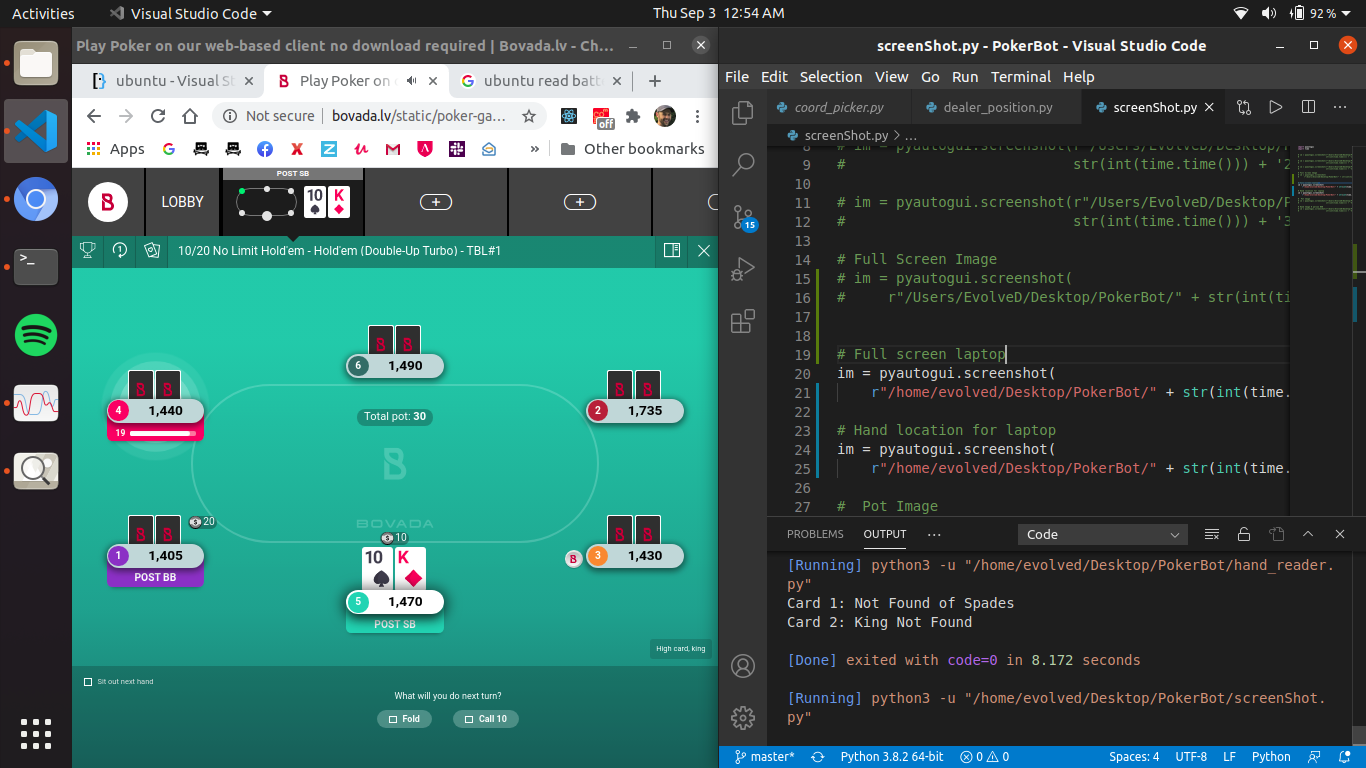 Activities
Visual Studio Code
Thu Sep 3 12:54 AM
92 %
Play Poker on our web-based client no download required | Bovada.lv - Ch...
ubuntu - Visual St
Play Poker on
ubuntu read batt
Not secure
bovada.lv/static/poker-ga...
off
Apps
»
Other bookmarks
LOBBY
POST SB
10 K
10/20 No Limit Hold'em - Hold'em (Double-Up Turbo) - TBL#1
6 1,490
4 1,440
19
2 1,735
Total pot: 30
BOVADA
20
10
1 1,405
POST BB
10 K
3 1,430
5 1,470
POST SB
High card, king
Sit out next hand
What will you do next turn?
Fold
Call 10
screenShot.py - PokerBot - Visual Studio Code
File Edit Selection View Go Run Terminal Help
coord_picker.py
dealer_position.py
screenShot.py
screenShot.py > ...
15
9 # str(int(time.time())) + '2
10
11 # im = pyautogui.screenshot(r"/Users/EvolveD/Desktop/P
12 # str(int(time.time())) + '3
13
14 # Full Screen Image
15 # im = pyautogui.screenshot(
16 # r"/Users/EvolveD/Desktop/PokerBot/" + str(int(ti
17
18
19 # Full screen laptop
20 im = pyautogui.screenshot(
21 r"/home/evolved/Desktop/PokerBot/" + str(int(time.
22
23 # Hand location for laptop
24 im = pyautogui.screenshot(
25 r"/home/evolved/Desktop/PokerBot/" + str(int(time.
26
27 # Pot Image
PROBLEMS OUTPUT ...
Code
[Running] python3 -u "/home/evolved/Desktop/PokerBot/hand_reader.
py"
Card 1: Not Found of Spades
Card 2: King Not Found
[Done] exited with code=0 in 8.172 seconds
[Running] python3 -u "/home/evolved/Desktop/PokerBot/screenShot.
py"
master*
Python 3.8.2 64-bit
0 0
Spaces: 4
UTF-8
LF
Python